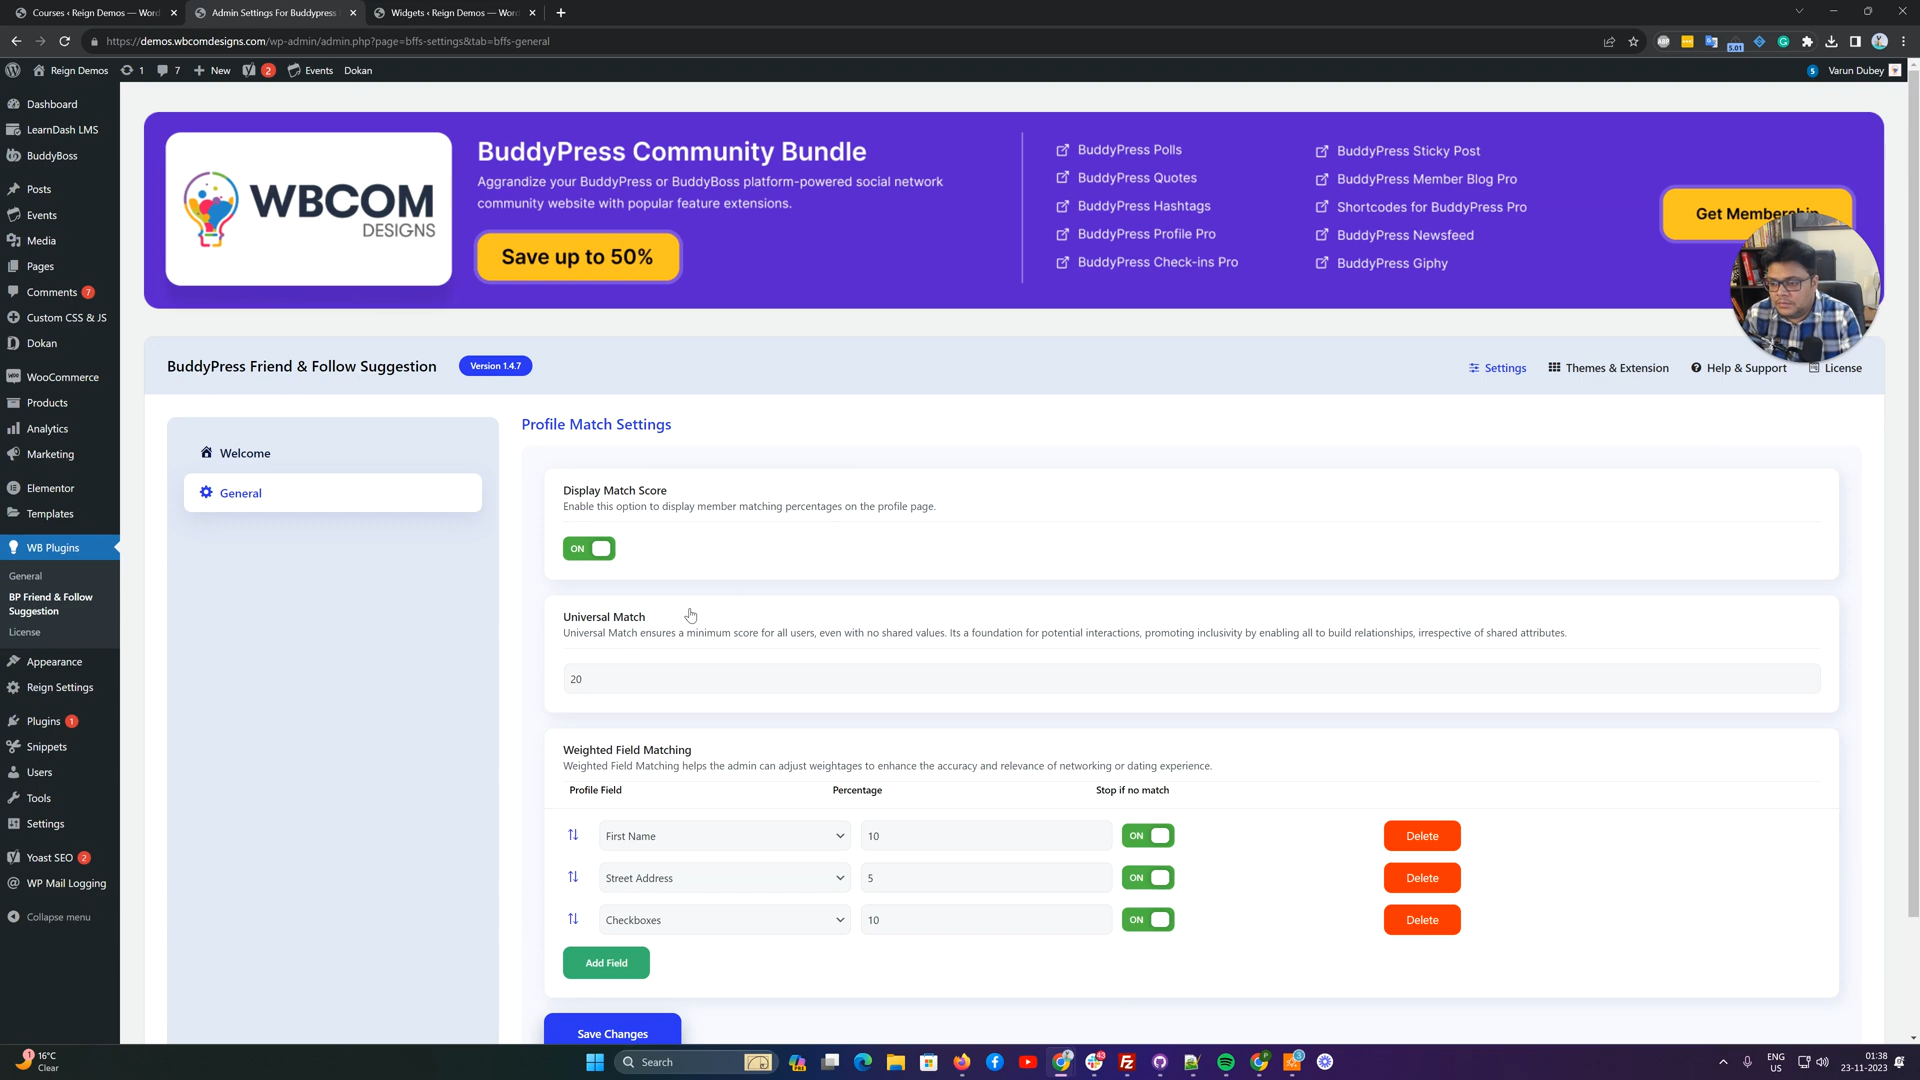 Courses ‹ Reign Demos — Word
Admin Settings For Buddypress
Widgets ‹ Reign Demos — Word
https://demos.wbcomdesigns.com/wp-admin/admin.php?page=bffs-settings&tab=bffs-general
5.01
Reign Demos
1
7
New
2
Events
Dokan
5
Varun Dubey
Dashboard
LearnDash LMS
BuddyBoss
Posts
Events
Media
Pages
Comments 7
Custom CSS & JS
Dokan
WooCommerce
Products
Analytics
Marketing
Elementor
Templates
WB Plugins
General
BP Friend & Follow
Suggestion
License
Appearance
Reign Settings
Plugins 1
Snippets
Users
Tools
Settings
Yoast SEO 2
WP Mail Logging
Collapse menu
WBCOM
DESIGNS
BuddyPress Community Bundle
Aggrandize your BuddyPress or BuddyBoss platform-powered social network
community website with popular feature extensions.
Save up to 50%
BuddyPress Polls
BuddyPress Quotes
BuddyPress Hashtags
BuddyPress Profile Pro
BuddyPress Check-ins Pro
BuddyPress Sticky Post
BuddyPress Member Blog Pro
Shortcodes for BuddyPress Pro
BuddyPress Newsfeed
BuddyPress Giphy
Get Membership
BuddyPress Friend & Follow Suggestion
Version 1.4.7
Settings
Themes & Extension
Help & Support
License
Welcome
General
Profile Match Settings
Display Match Score
Enable this option to display member matching percentages on the profile page.
ON
Universal Match
Universal Match ensures a minimum score for all users, even with no shared values. Its a foundation for potential interactions, promoting inclusivity by enabling all to build relationships, irrespective of shared attributes.
20
Weighted Field Matching
Weighted Field Matching helps the admin can adjust weightages to enhance the accuracy and relevance of networking or dating experience.
Profile Field Percentage Stop if no match
First Name 10 ON Delete
Street Address 5 ON Delete
Checkboxes 10 ON Delete
Add Field
Save Changes
1
16°C
Clear
Search
43
3
ENG
US
01:38
23-11-2023